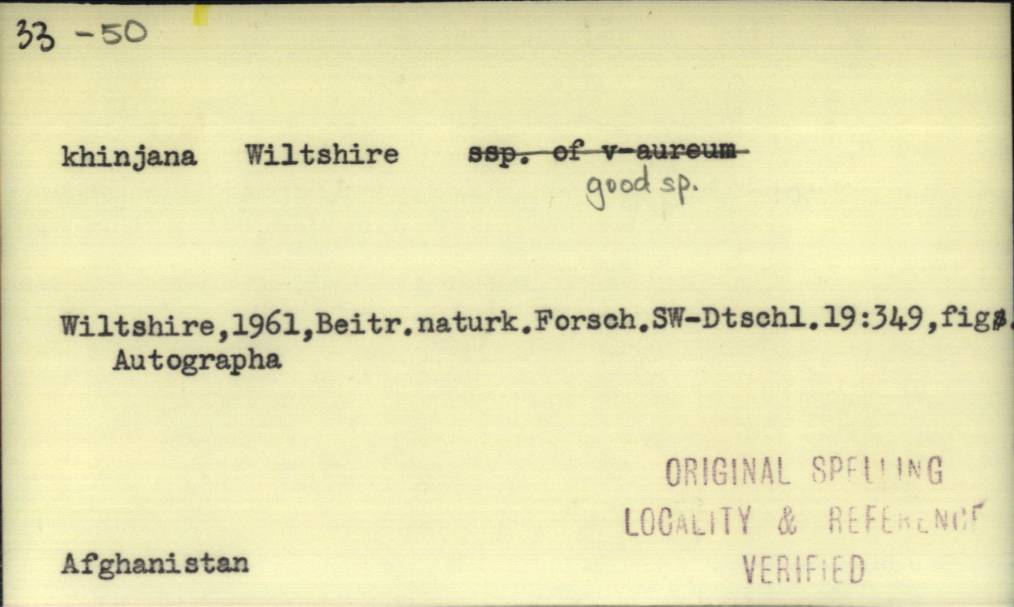 33 -50
khinjana Wiltshire ssp. of v-aureum
good sp.
Wiltshire,1961,Beitr.naturk.Forsch.SW-Dtschl.19:349,figs.
Autographa
ORIGINAL SPELLING
LOCALITY & REFERENCE
Afghanistan
VERIFIED